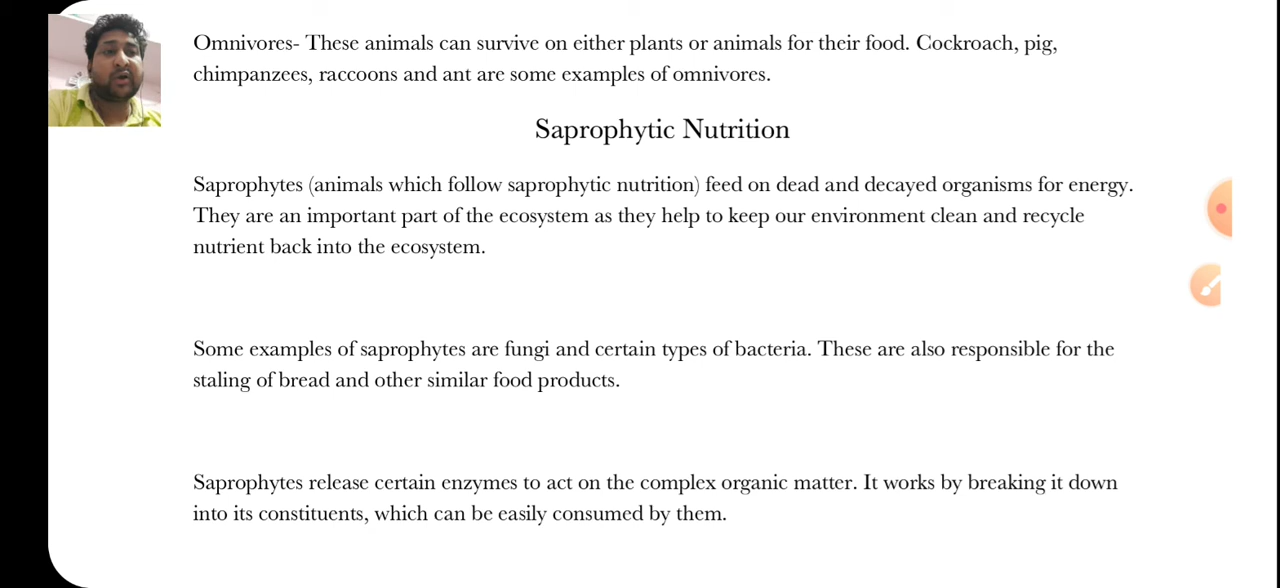 Omnivores- These animals can survive on either plants or animals for their food. Cockroach, pig,
chimpanzees, raccoons and ant are some examples of omnivores.
Saprophytic Nutrition
Saprophytes (animals which follow saprophytic nutrition) feed on dead and decayed organisms for energy.
They are an important part of the ecosystem as they help to keep our environment clean and recycle
nutrient back into the ecosystem.
Some examples of saprophytes are fungi and certain types of bacteria. These are also responsible for the
staling of bread and other similar food products.
Saprophytes release certain enzymes to act on the complex organic matter. It works by breaking it down
into its constituents, which can be easily consumed by them.